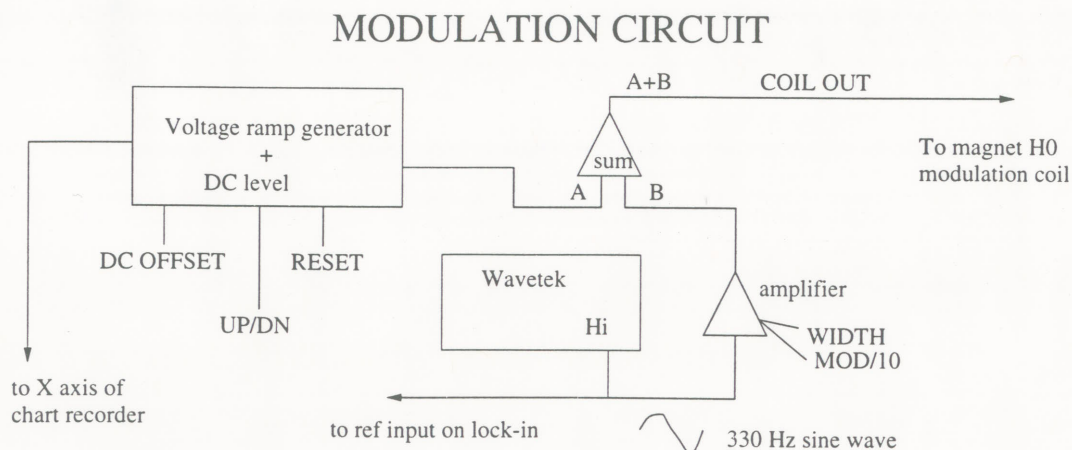 MODULATION CIRCUIT
A+B
COIL OUT
Voltage ramp generator
+
DC level
sum
A
B
To magnet H0
modulation coil
DC OFFSET
RESET
UP/DN
Wavetek
Hi
amplifier
WIDTH
MOD/10
to X axis of
chart recorder
to ref input on lock-in
330 Hz sine wave